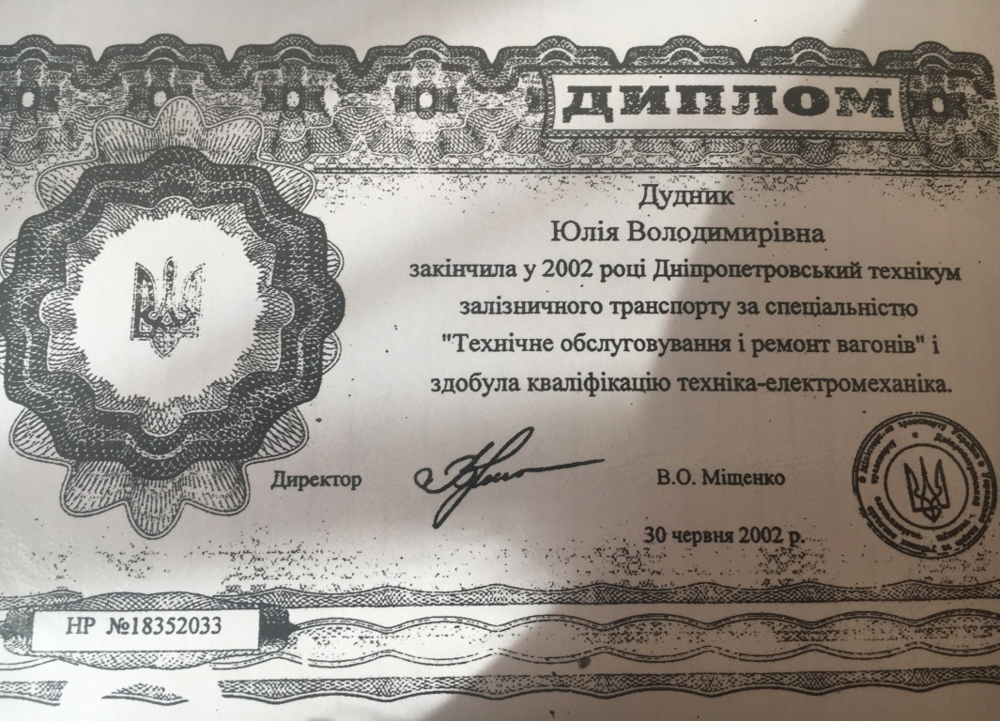 ДИПЛОМ
Дудник
Юлія Володимирівна
закінчила у 2002 році Дніпропетровський технікум
залізничного транспорту за спеціальністю
"Технічне обслуговування і ремонт вагонів" і
здобула кваліфікацію техніка-електромеханіка.
Директор В.О. Міщенко
30 червня 2002 р.
НР №18352033